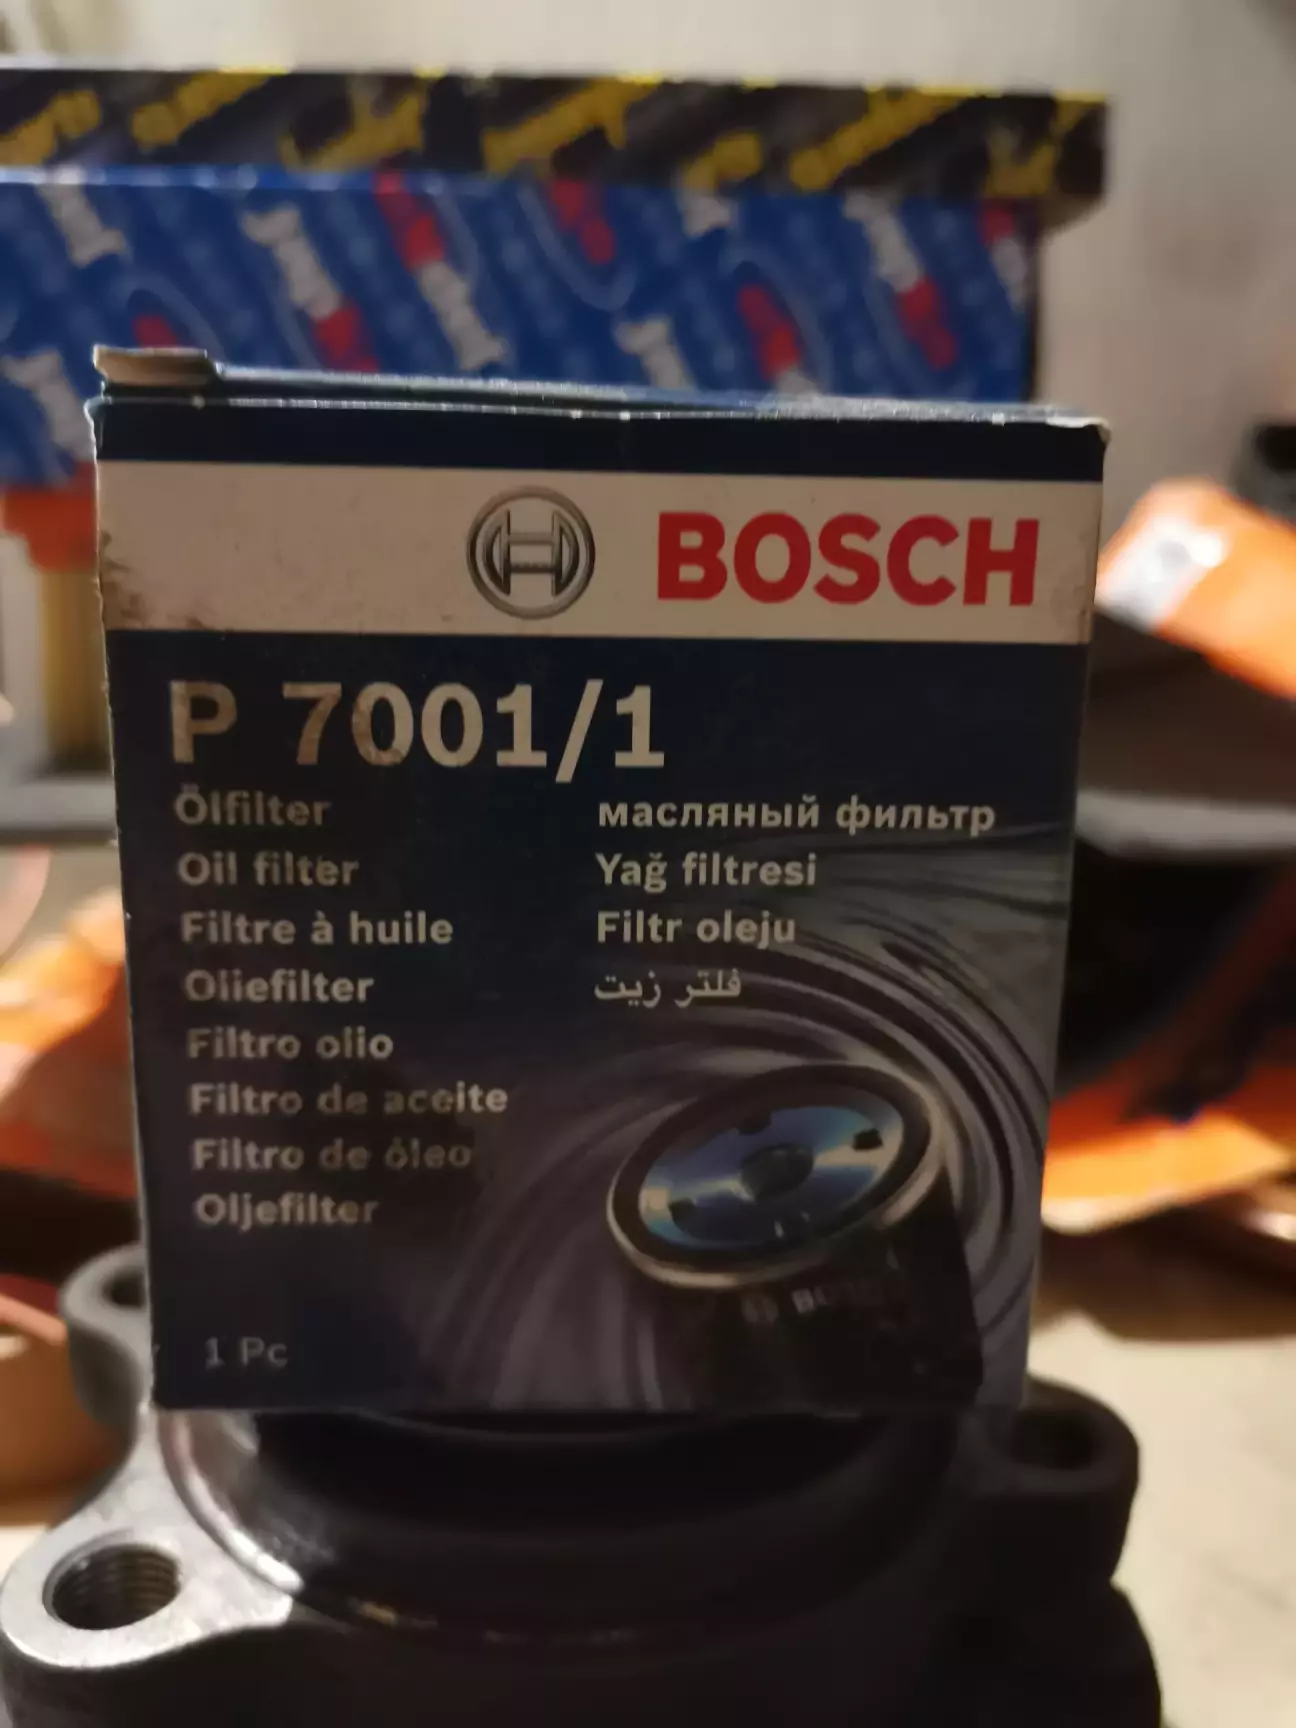 BOSCH
P 7001/1
Ölfilter
Oil filter
Filtre à huile
Oliefilter
Filtro olio
Filtro de aceite
Filtro de óleo
Oljefilter
масляный фильтр
Yağ filtresi
Filtr oleju
فلتر زيت
1 Pc